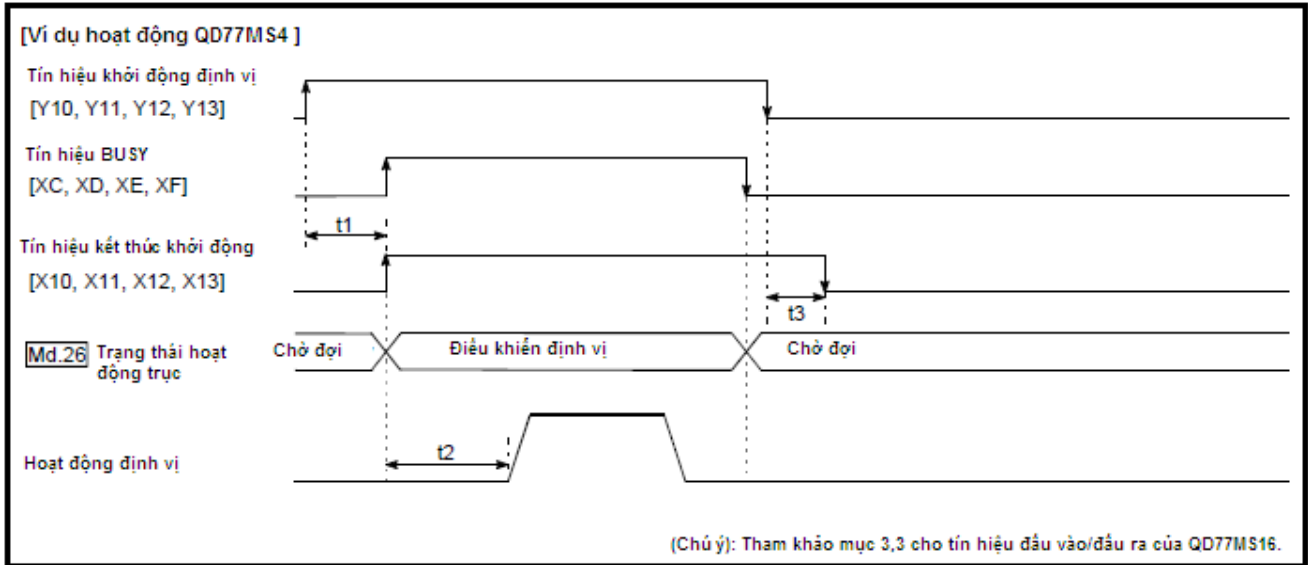 [Ví dụ hoạt động QD77MS4 ]
Tín hiệu khởi động định vị
[Y10, Y11, Y12, Y13]
Tín hiệu BUSY
[XC, XD, XE, XF]
t1
Tín hiệu kết thúc khởi động
[X10, X11, X12, X13]
t3
Md.26 Trạng thái hoạt động trục
Chờ đợi
Điều khiển định vị
Chờ đợi
t2
Hoạt động định vị
(Chú ý): Tham khảo mục 3,3 cho tín hiệu đầu vào/đầu ra của QD77MS16.